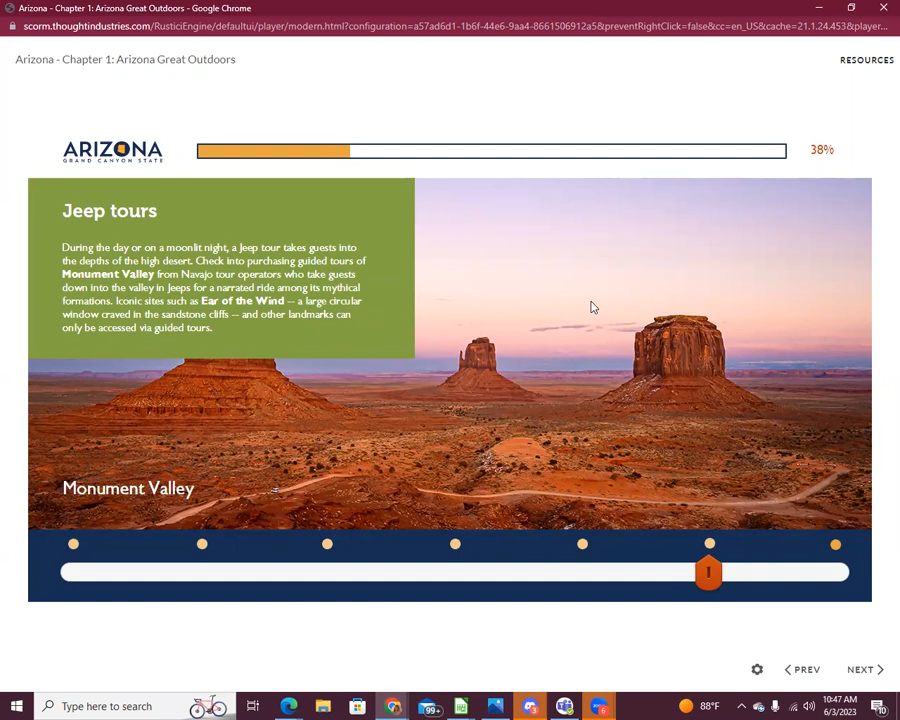 Arizona - Chapter 1: Arizona Great Outdoors - Google Chrome
scorm.thoughtindustries.com/RusticiEngine/defaultui/player/modern.html?configuration=a57ad6d1-1b6f-44e6-9aa4-8661506912a5&preventRightClick=false&cc=en_US&cache=21.1.24.453&player...
Arizona - Chapter 1: Arizona Great Outdoors
RESOURCES
ARIZONA
GRAND CANYON STATE
38%
Jeep tours
During the day or on a moonlit night, a Jeep tour takes guests into
the depths of the high desert. Check into purchasing guided tours of
Monument Valley from Navajo tour operators who take guests
down into the valley in Jeeps for a narrated ride among its mythical
formations. Iconic sites such as Ear of the Wind -- a large circular
window craved in the sandstone cliffs -- and other landmarks can
only be accessed via guided tours.
Monument Valley
!
PREV
NEXT
Type here to search
99+
3
6
88°F
10:47 AM
6/3/2023
10